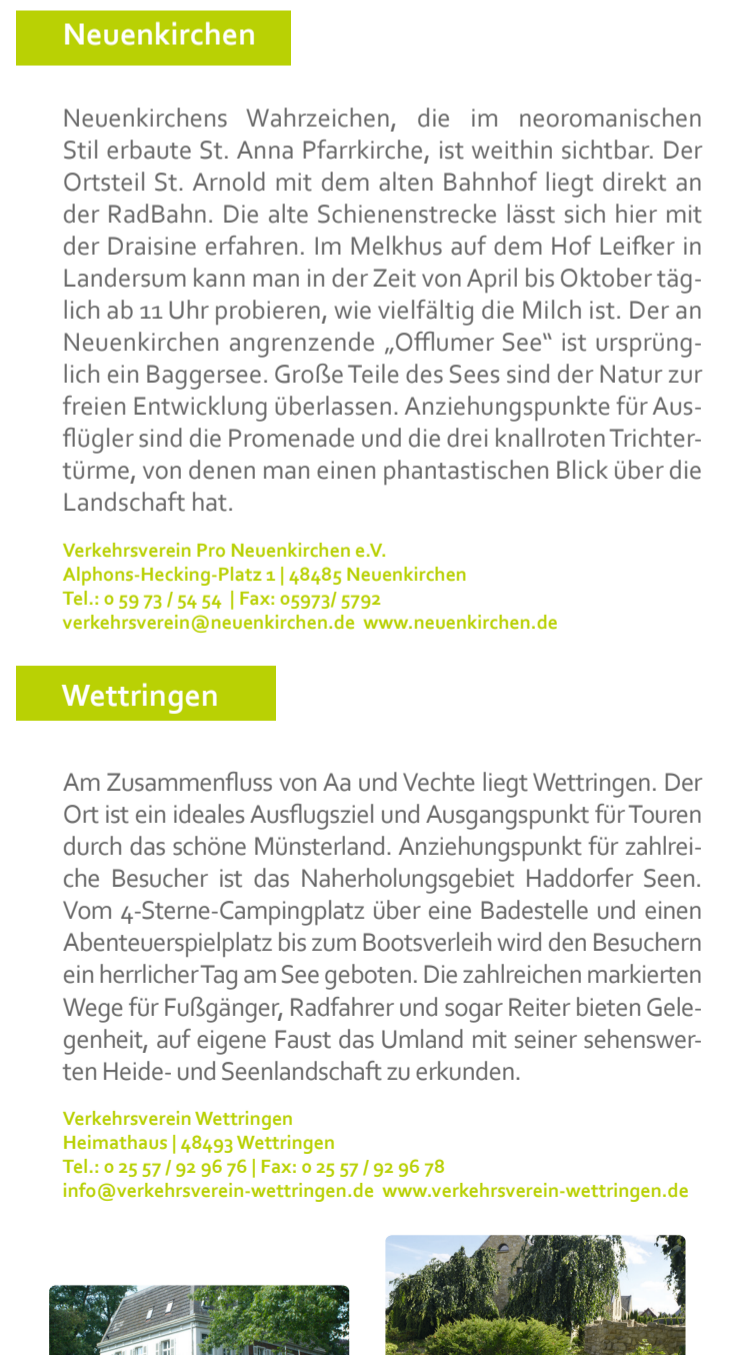 Neuenkirchen
Neuenkirchens Wahrzeichen, die im neoromanischen
Stil erbaute St. Anna Pfarrkirche, ist weithin sichtbar. Der
Ortsteil St. Arnold mit dem alten Bahnhof liegt direkt an
der RadBahn. Die alte Schienenstrecke lässt sich hier mit
der Draisine erfahren. Im Melkhus auf dem Hof Leifker in
Landersum kann man in der Zeit von April bis Oktober täg-
lich ab 11 Uhr probieren, wie vielfältig die Milch ist. Der an
Neuenkirchen angrenzende „Offlumer See“ ist ursprüng-
lich ein Baggersee. Große Teile des Sees sind der Natur zur
freien Entwicklung überlassen. Anziehungspunkte für Aus-
flügler sind die Promenade und die drei knallroten Trichter-
türme, von denen man einen phantastischen Blick über die
Landschaft hat.
Verkehrsverein Pro Neuenkirchen e.V.
Alphons-Hecking-Platz 1 | 48485 Neuenkirchen
Tel.: 0 59 73 / 54 54 | Fax: 05973/ 5792
verkehrsverein@neuenkirchen.de www.neuenkirchen.de
Wettringen
Am Zusammenfluss von Aa und Vechte liegt Wettringen. Der
Ort ist ein ideales Ausflugsziel und Ausgangspunkt für Touren
durch das schöne Münsterland. Anziehungspunkt für zahlrei-
che Besucher ist das Naherholungsgebiet Haddorfer Seen.
Vom 4-Sterne-Campingplatz über eine Badestelle und einen
Abenteuerspielplatz bis zum Bootsverleih wird den Besuchern
ein herrlicher Tag am See geboten. Die zahlreichen markierten
Wege für Fußgänger, Radfahrer und sogar Reiter bieten Gele-
genheit, auf eigene Faust das Umland mit seiner sehenswer-
ten Heide- und Seenlandschaft zu erkunden.
Verkehrsverein Wettringen
Heimathaus | 48493 Wettringen
Tel.: 0 25 57 / 92 96 76 | Fax: 0 25 57 / 92 96 78
info@verkehrsverein-wettringen.de www.verkehrsverein-wettringen.de